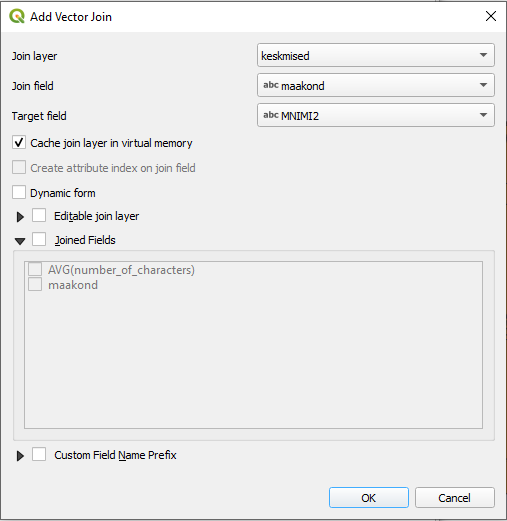 Add Vector Join
Join layer keskmised
Join field abc maakond
Target field abc MNIMI2
Cache join layer in virtual memory
Create attribute index on join field
Dynamic form
Editable join layer
Joined Fields
AVG(number_of_characters)
maakond
Custom Field Name Prefix
OK Cancel